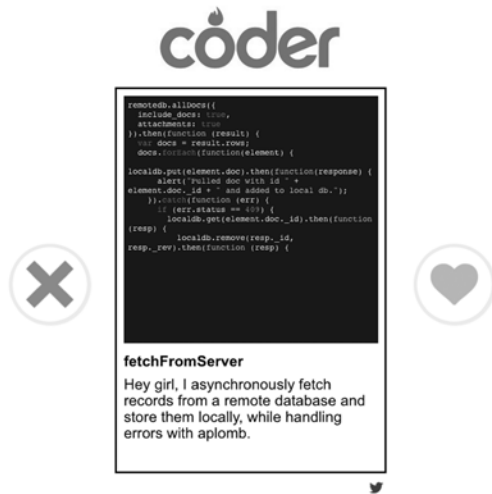 coder
remotedb.allDocs({
include_docs: true,
attachments: true
}).then(function (result) {
var docs = result.rows;
docs.forEach(function(element) {
localdb.put(element.doc).then(function(response) {
alert("Pulled doc with id " +
element.doc._id + " and added to local db.");
}).catch(function (err) {
if (err.status == 409) {
localdb.get(element.doc._id).then(function
(resp) {
localdb.remove(resp._id,
resp._rev).then(function (resp) {
fetchFromServer
Hey girl, I asynchronously fetch
records from a remote database and
store them locally, while handling
errors with aplomb.